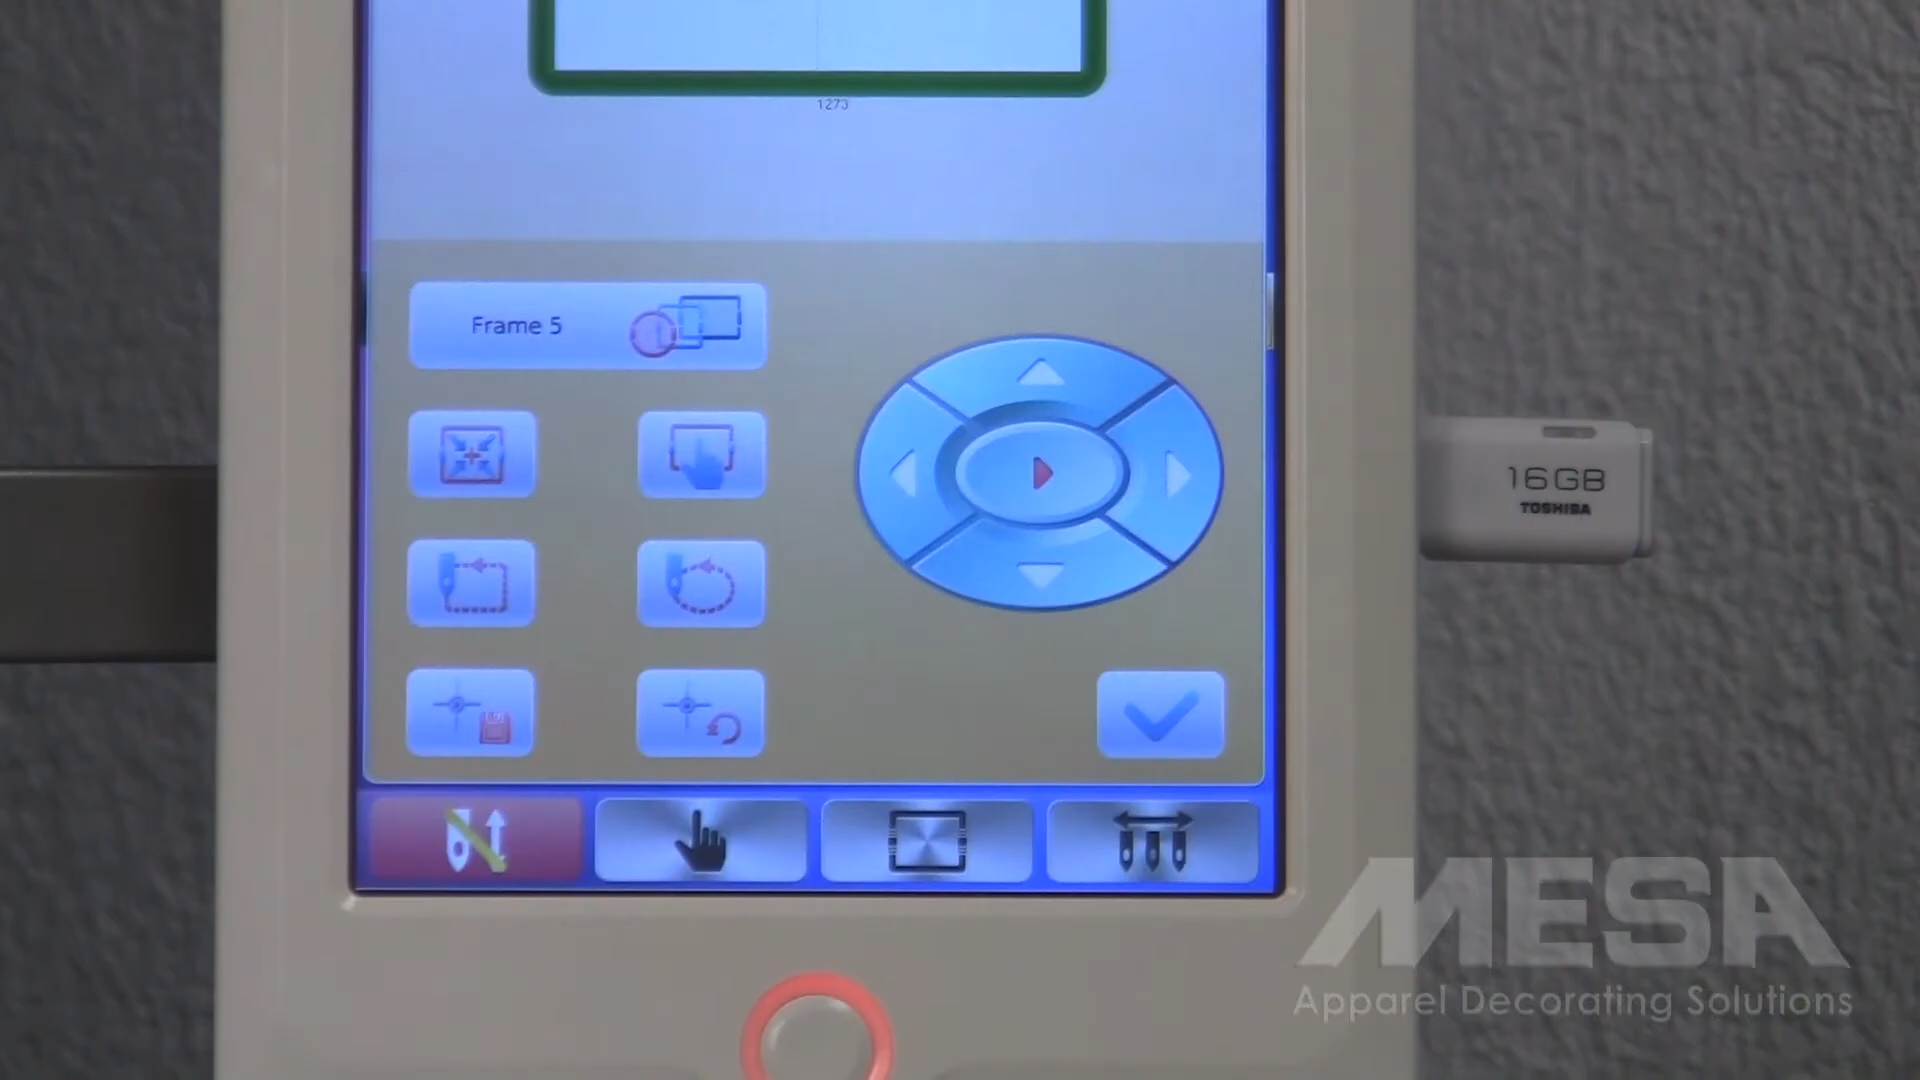 1273
Frame 5
16GB
TOSHIBA
MESA
Apparel Decorating Solutions